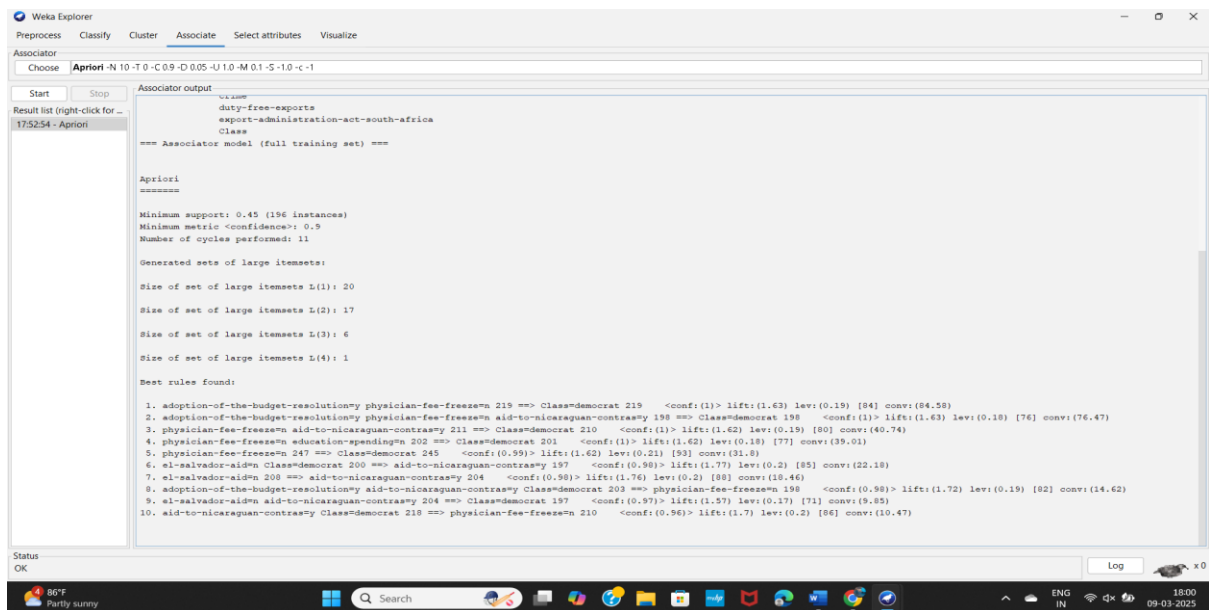 Weka Explorer
Preprocess Classify Cluster Associate Select attributes Visualize
Associator
Choose Apriori -N 10 -T 0 -C 0.9 -D 0.05 -U 1.0 -M 0.1 -S -1.0 -c -1
Start Stop
Result list (right-click for ...
17:52:54 - Apriori
Associator output
crime
duty-free-exports
export-administration-act-south-africa
Class
=== Associator model (full training set) ===
Apriori
=======
Minimum support: 0.45 (196 instances)
Minimum metric <confidence>: 0.9
Number of cycles performed: 11
Generated sets of large itemsets:
Size of set of large itemsets L(1): 20
Size of set of large itemsets L(2): 17
Size of set of large itemsets L(3): 6
Size of set of large itemsets L(4): 1
Best rules found:
1. adoption-of-the-budget-resolution=y physician-fee-freeze=n 219 ==> Class=democrat 219 <conf:(1)> lift:(1.63) lev:(0.19) [84] conv:(84.58)
2. adoption-of-the-budget-resolution=y physician-fee-freeze=n aid-to-nicaraguan-contras=y 198 ==> Class=democrat 198 <conf:(1)> lift:(1.63) lev:(0.18) [76] conv:(76.47)
3. physician-fee-freeze=n aid-to-nicaraguan-contras=y 211 ==> Class=democrat 210 <conf:(1)> lift:(1.62) lev:(0.19) [80] conv:(40.74)
4. physician-fee-freeze=n education-spending=n 202 ==> Class=democrat 201 <conf:(1)> lift:(1.62) lev:(0.18) [77] conv:(39.01)
5. physician-fee-freeze=n 247 ==> Class=democrat 245 <conf:(0.99)> lift:(1.62) lev:(0.21) [93] conv:(31.8)
6. el-salvador-aid=n Class=democrat 200 ==> aid-to-nicaraguan-contras=y 197 <conf:(0.98)> lift:(1.77) lev:(0.2) [85] conv:(22.18)
7. el-salvador-aid=n 208 ==> aid-to-nicaraguan-contras=y 204 <conf:(0.98)> lift:(1.76) lev:(0.2) [88] conv:(18.46)
8. adoption-of-the-budget-resolution=y aid-to-nicaraguan-contras=y Class=democrat 203 ==> physician-fee-freeze=n 198 <conf:(0.98)> lift:(1.72) lev:(0.19) [82] conv:(14.62)
9. el-salvador-aid=n aid-to-nicaraguan-contras=y 204 ==> Class=democrat 197 <conf:(0.97)> lift:(1.57) lev:(0.17) [71] conv:(9.85)
10. aid-to-nicaraguan-contras=y Class=democrat 218 ==> physician-fee-freeze=n 210 <conf:(0.96)> lift:(1.7) lev:(0.2) [86] conv:(10.47)
Status
OK
Log x 0
86°F
Partly sunny
Search
ENG
IN
18:00
09-03-2025